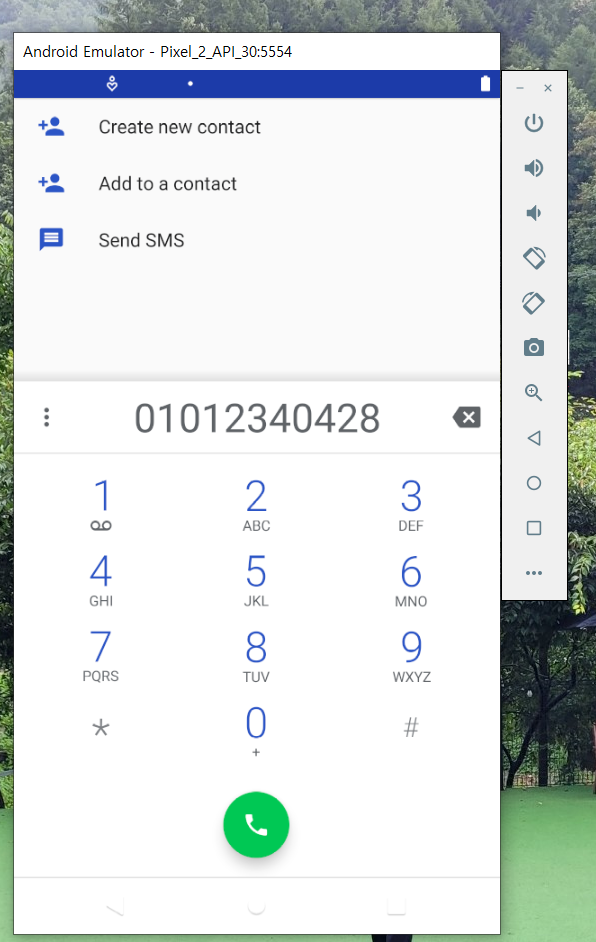 Android Emulator - Pixel_2_API_30:5554
Create new contact
Add to a contact
Send SMS
01012340428
1 2 3
ABC DEF
4 5 6
GHI JKL MNO
7 8 9
PQRS TUV WXYZ
* 0 #
+